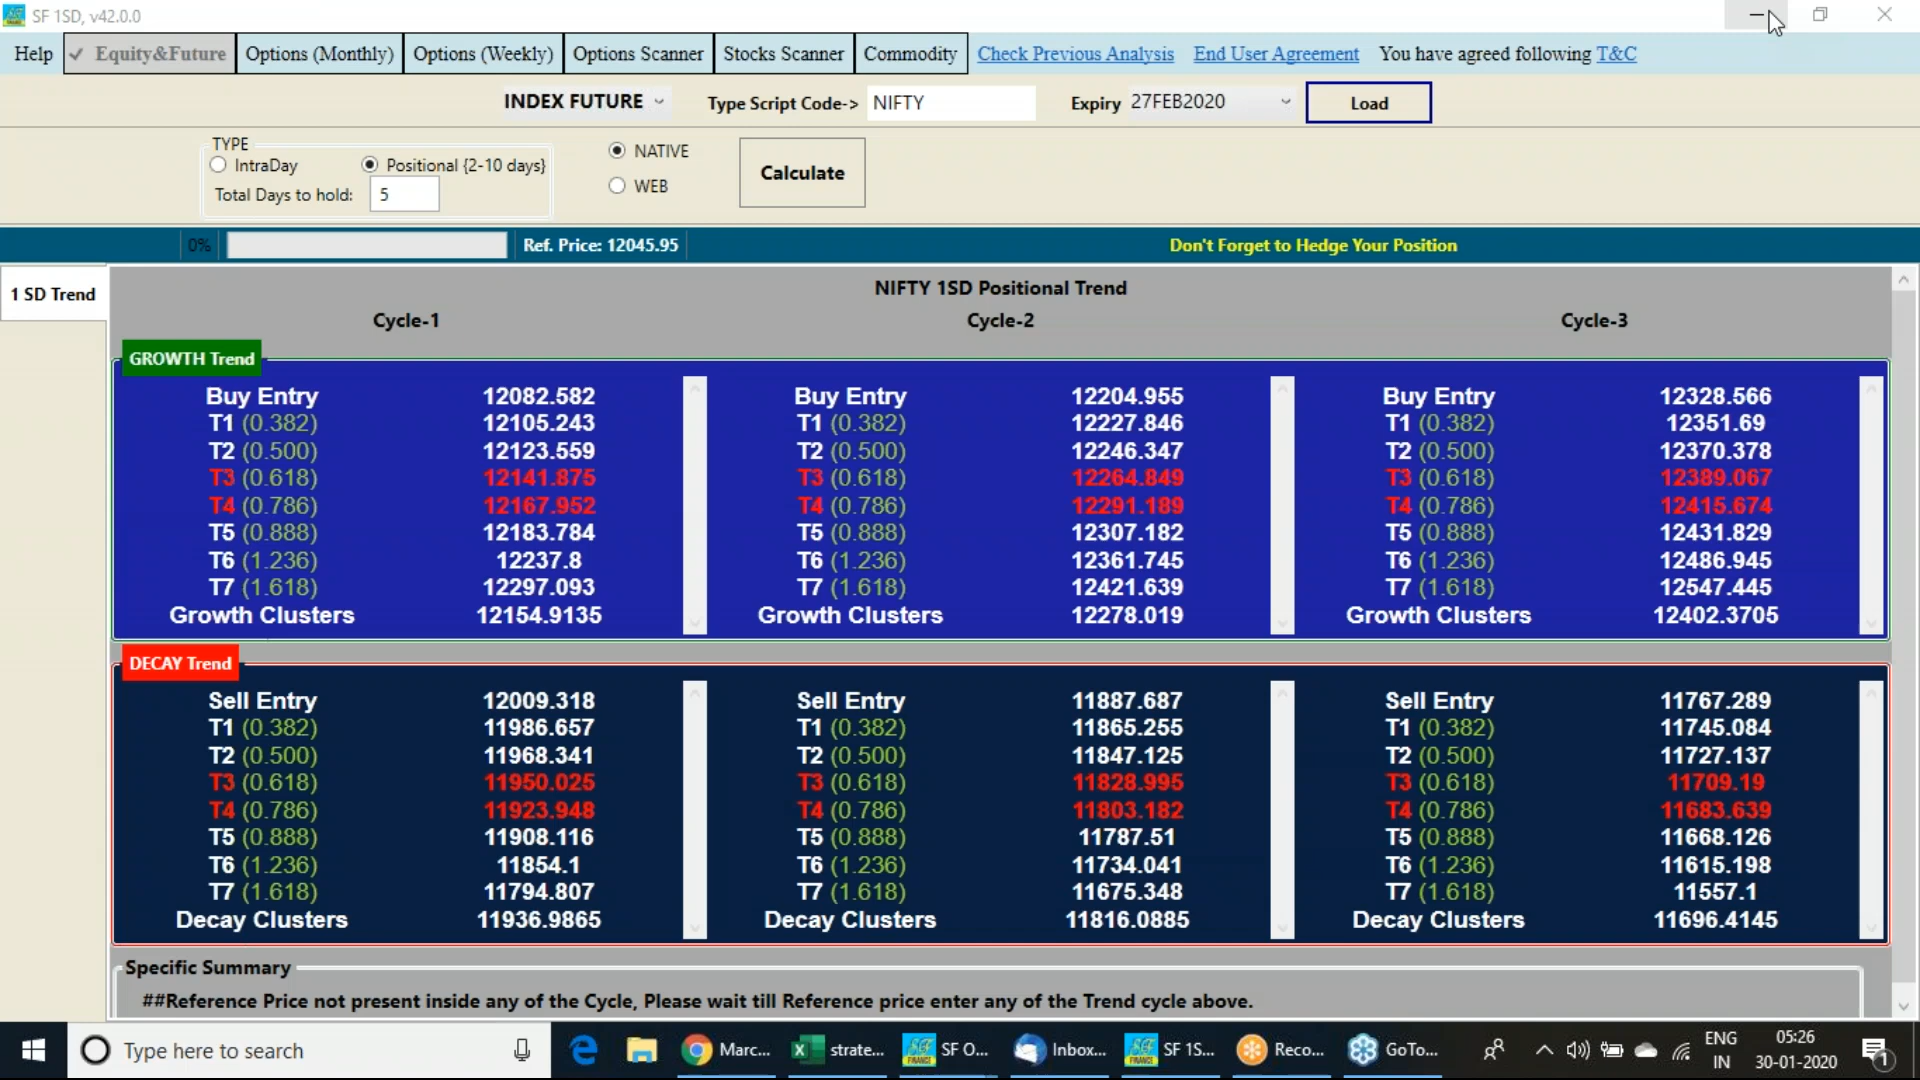 SF 1SD, v42.0.0
Help ✓ Equity&Future Options (Monthly) Options (Weekly) Options Scanner Stocks Scanner Commodity Check Previous Analysis End User Agreement You have agreed following T&C
INDEX FUTURE Type Script Code-> NIFTY Expiry 27FEB2020 Load
TYPE
IntraDay Positional {2-10 days}
Total Days to hold: 5
NATIVE
WEB
Calculate
0% Ref. Price: 12045.95 Don't Forget to Hedge Your Position
1 SD Trend
NIFTY 1SD Positional Trend
Cycle-1 Cycle-2 Cycle-3
GROWTH Trend
Buy Entry 12082.582 Buy Entry 12204.955 Buy Entry 12328.566
T1 (0.382) 12105.243 T1 (0.382) 12227.846 T1 (0.382) 12351.69
T2 (0.500) 12123.559 T2 (0.500) 12246.347 T2 (0.500) 12370.378
T3 (0.618) 12141.875 T3 (0.618) 12264.849 T3 (0.618) 12389.067
T4 (0.786) 12167.952 T4 (0.786) 12291.189 T4 (0.786) 12415.674
T5 (0.888) 12183.784 T5 (0.888) 12307.182 T5 (0.888) 12431.829
T6 (1.236) 12237.8 T6 (1.236) 12361.745 T6 (1.236) 12486.945
T7 (1.618) 12297.093 T7 (1.618) 12421.639 T7 (1.618) 12547.445
Growth Clusters 12154.9135 Growth Clusters 12278.019 Growth Clusters 12402.3705
DECAY Trend
Sell Entry 12009.318 Sell Entry 11887.687 Sell Entry 11767.289
T1 (0.382) 11986.657 T1 (0.382) 11865.255 T1 (0.382) 11745.084
T2 (0.500) 11968.341 T2 (0.500) 11847.125 T2 (0.500) 11727.137
T3 (0.618) 11950.025 T3 (0.618) 11828.995 T3 (0.618) 11709.19
T4 (0.786) 11923.948 T4 (0.786) 11803.182 T4 (0.786) 11683.639
T5 (0.888) 11908.116 T5 (0.888) 11787.51 T5 (0.888) 11668.126
T6 (1.236) 11854.1 T6 (1.236) 11734.041 T6 (1.236) 11615.198
T7 (1.618) 11794.807 T7 (1.618) 11675.348 T7 (1.618) 11557.1
Decay Clusters 11936.9865 Decay Clusters 11816.0885 Decay Clusters 11696.4145
Specific Summary
##Reference Price not present inside any of the Cycle, Please wait till Reference price enter any of the Trend cycle above.
Type here to search Marc... strate... SF O... Inbox... SF 1S... Reco... GoTo... ENG 05:26
IN 30-01-2020 1